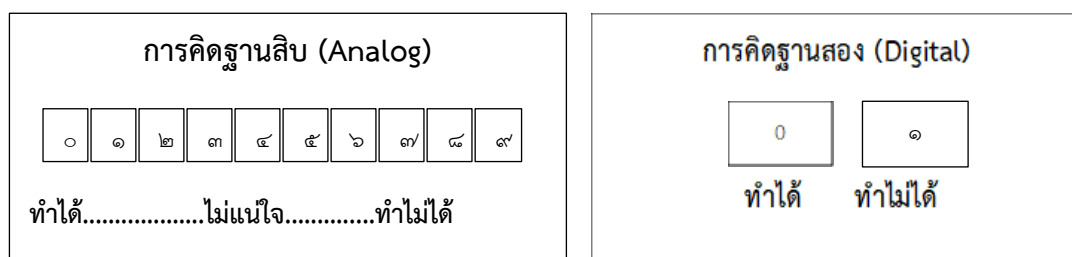 การคิดฐานสิบ (Analog)
๐ ๑ ๒ ๓ ๔ ๕ ๖ ๗ ๘ ๙
ทำได้...................ไม่แน่ใจ..............ทำไม่ได้
การคิดฐานสอง (Digital)
0 ๑
ทำได้ ทำไม่ได้